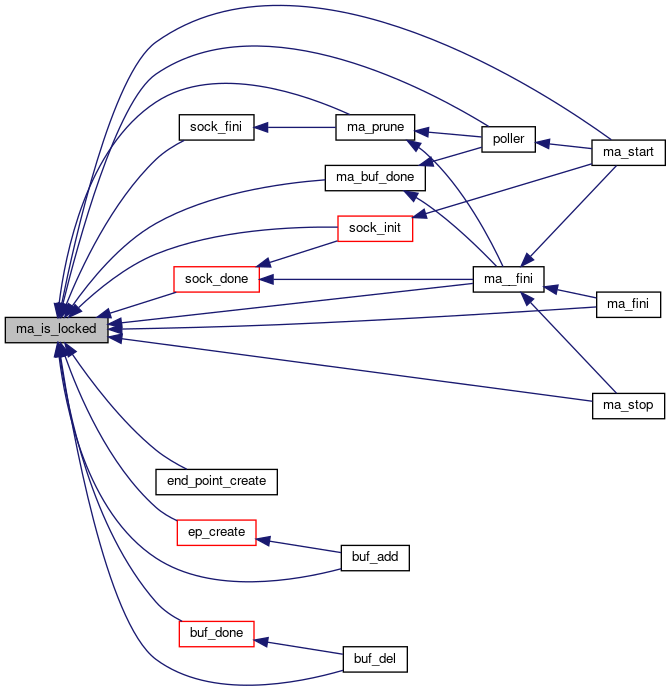 sock_fini
ma_prune
poller
ma_start
ma_buf_done
sock_init
sock_done
ma__fini
ma_fini
ma_is_locked
ma_stop
end_point_create
ep_create
buf_add
buf_done
buf_del